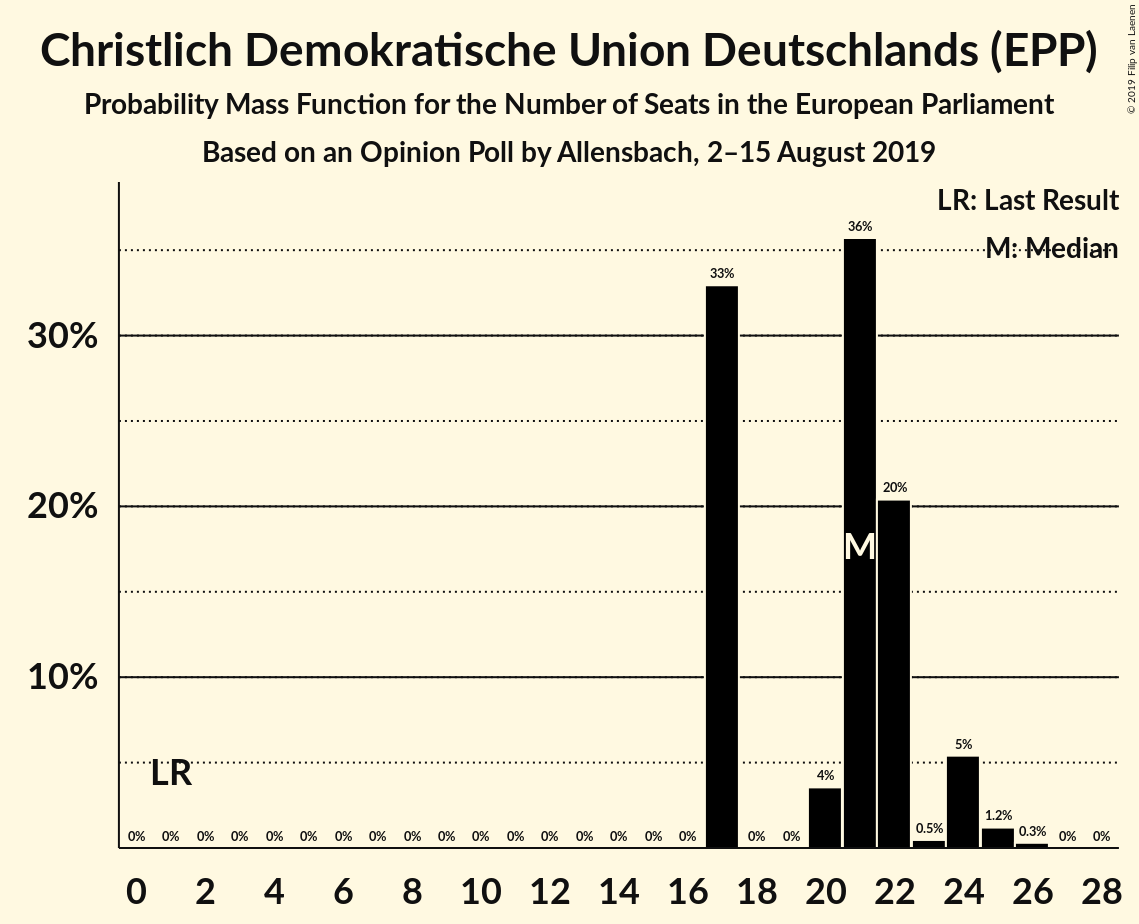 Christlich Demokratische Union Deutschlands (EPP)
Probability Mass Function for the Number of Seats in the European Parliament
Based on an Opinion Poll by Allensbach, 2–15 August 2019
© 2019 Filip van Laenen
LR: Last Result
M: Median
36%
33%
30%
20%
20%
M
10%
5%
LR
4%
1.2%
0.5% 0.3%
0% 0% 0% 0% 0% 0% 0% 0% 0% 0% 0% 0% 0% 0% 0% 0% 0% 0% 0% 0% 0%
0 2 4 6 8 10 12 14 16 18 20 22 24 26 28